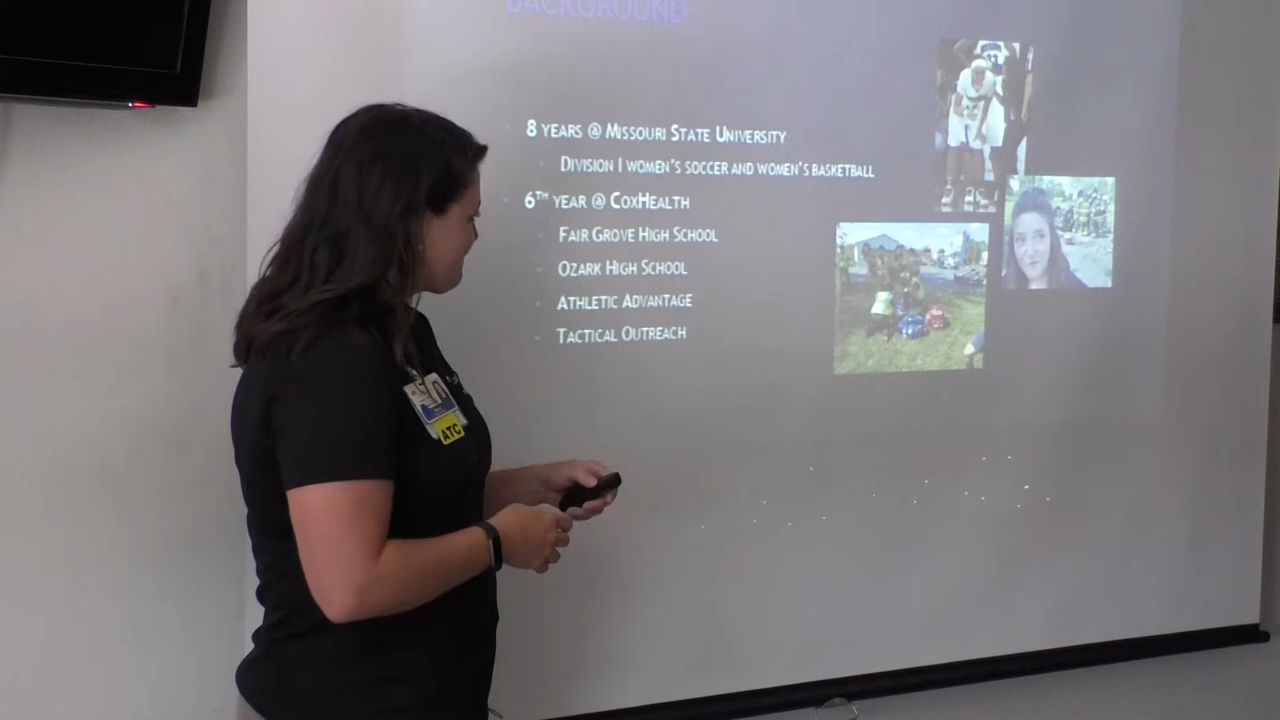 BACKGROUND
8 YEARS @ MISSOURI STATE UNIVERSITY
DIVISION I WOMEN'S SOCCER AND WOMEN'S BASKETBALL
6TH YEAR @ COXHEALTH
FAIR GROVE HIGH SCHOOL
OZARK HIGH SCHOOL
ATHLETIC ADVANTAGE
TACTICAL OUTREACH
ATC